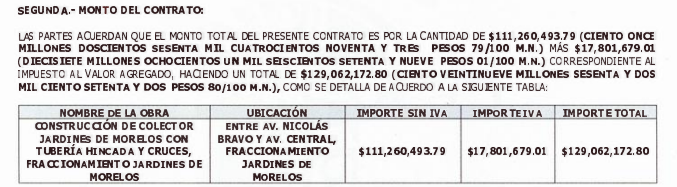 SEGUNDA.- MONTO DEL CONTRATO:
LAS PARTES ACUERDAN QUE EL MONTO TOTAL DEL PRESENTE CONTRATO ES POR LA CANTIDAD DE $111,260,493.79 (CIENTO ONCE
MILLONES DOSCIENTOS SESENTA MIL CUATROCIENTOS NOVENTA Y TRES PESOS 79/100 M.N.) MÁS $17,801,679.01
(DIECISIETE MILLONES OCHOCIENTOS UN MIL SEISCIENTOS SETENTA Y NUEVE PESOS 01/100 M.N.) CORRESPONDIENTE AL
IMPUESTO AL VALOR AGREGADO, HACIENDO UN TOTAL DE $129,062,172.80 (CIENTO VEINTINUEVE MILLONES SESENTA Y DOS
MIL CIENTO SETENTA Y DOS PESOS 80/100 M.N.), COMO SE DETALLA DE ACUERDO A LA SIGUIENTE TABLA:
NOMBRE DE LA OBRA UBICACIÓN IMPORTE SIN IVA IMPORTE IVA IMPORTE TOTAL
CONSTRUCCIÓN DE COLECTOR
JARDINES DE MORELOS CON
TUBERÍA HINCADA Y CRUCES,
FRACCIONAMIENTO JARDINES DE
MORELOS
ENTRE AV. NICOLÁS
BRAVO Y AV. CENTRAL,
FRACCIONAMIENTO
JARDINES DE
MORELOS
$111,260,493.79 $17,801,679.01 $129,062,172.80